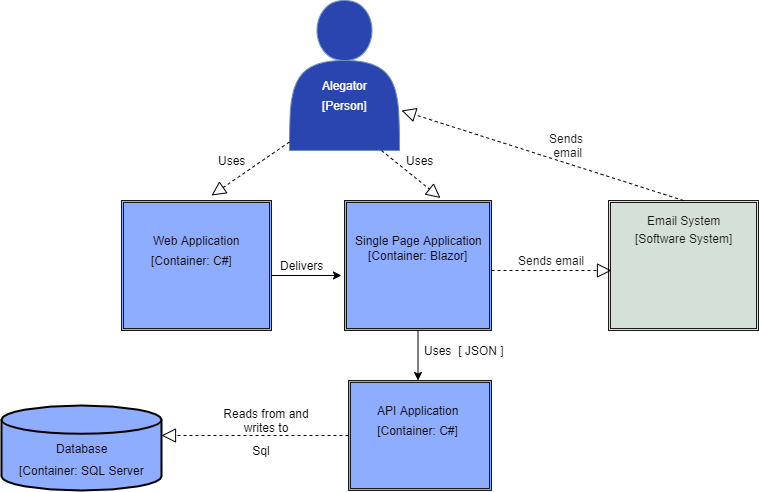 Alegator
[Person]
Sends
email
Uses
Uses
Web Application
[Container: C#]
Delivers
Single Page Application
[Container: Blazor]
Sends email
Email System
[Software System]
Uses [ JSON ]
API Application
[Container: C#]
Reads from and
writes to
Sql
Database
[Container: SQL Server